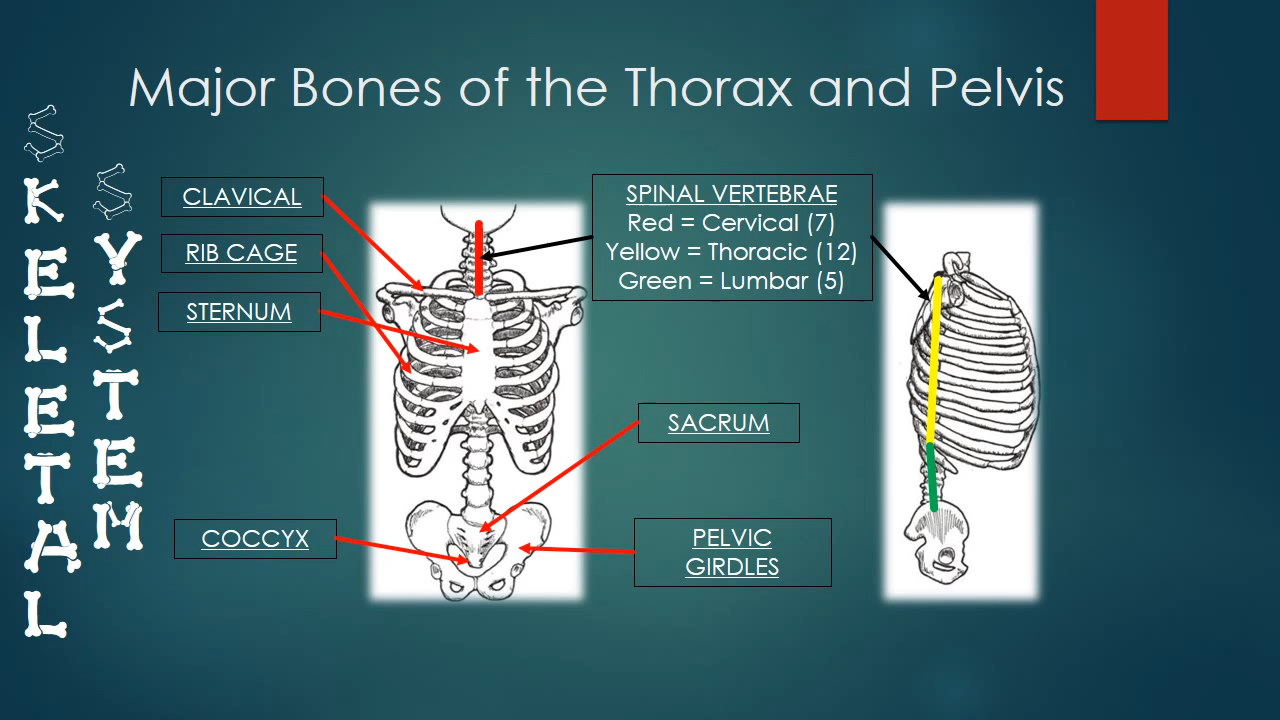 Major Bones of the Thorax and Pelvis
SKELETAL
SYSTEM
CLAVICAL
RIB CAGE
STERNUM
SPINAL VERTEBRAE
Red = Cervical (7)
Yellow = Thoracic (12)
Green = Lumbar (5)
SACRUM
COCCYX
PELVIC
GIRDLES